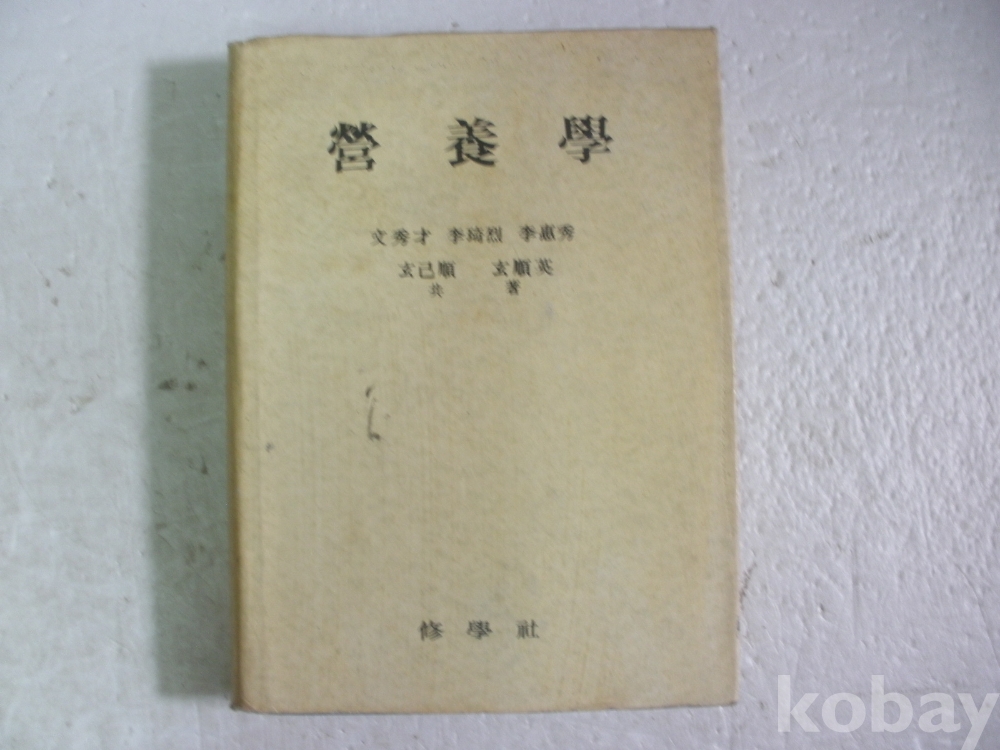 營養學
文秀才 李琦烈 李惠秀
玄己順 玄順英
共 著
修學社
kobay